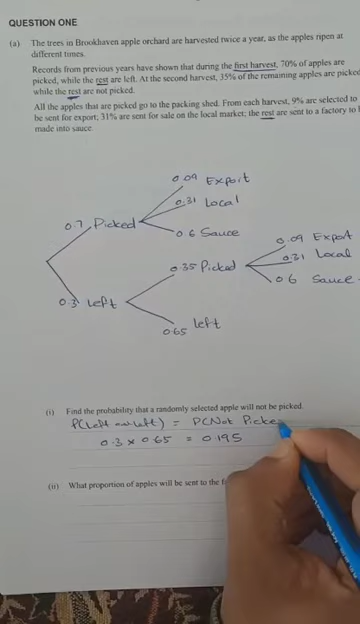 QUESTION ONE
(a) The trees in Brookhaven apple orchard are harvested twice a year, as the apples ripen at
different times.
Records from previous years have shown that during the first harvest, 70% of apples are
picked, while the rest are left. At the second harvest, 35% of the remaining apples are picked
while the rest are not picked.
All the apples that are picked go to the packing shed. From each harvest, 9% are selected to
be sent for export; 31% are sent for sale on the local market; the rest are sent to a factory to
made into sauce
0.09 Export
0.31 Local
0.7 Picked
0.6 Sauce
0.09 Export
0.31 Local
0.35 Picked
0.6 Sauce
0.3 left
0.65 left
(i) Find the probability that a randomly selected apple will not be picked.
P(Left and left) = P(Not Picke
0.3 x 0.65 = 0.195
(ii) What proportion of apples will be sent to the